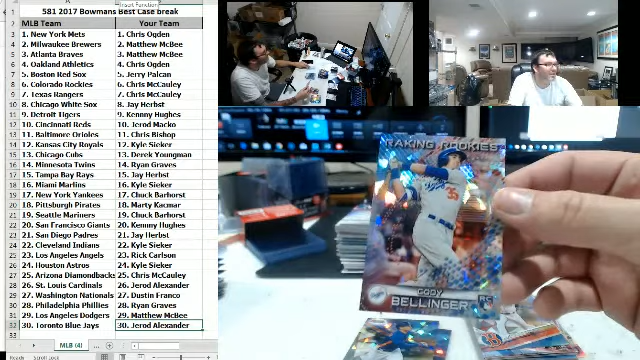 Insert Function
581 2017 Bowmans Best Case break
MLB Team Your Team
1. New York Mets 1. Chris Ogden
2. Milwaukee Brewers 2. Matthew McBee
3. Atlanta Braves 3. Matthew McBee
4. Oakland Athletics 4. Chris Ogden
5. Boston Red Sox 5. Jerry Palcan
6. Colorado Rockies 6. Chris McCauley
7. Texas Rangers 7. Chris McCauley
8. Chicago White Sox 8. Jay Herbst
9. Detroit Tigers 9. Kennny Hughes
10. Cincinnati Reds 10. Jerod Macko
11. Baltimore Orioles 11. Chris Bishop
12. Kansas City Royals 12. Kyle Sieker
13. Chicago Cubs 13. Derek Youngman
14. Minnesota Twins 14. Ryan Graves
15. Tampa Bay Rays 15. Jay Herbst
16. Miami Marlins 16. Kyle Sieker
17. New York Yankees 17. Chuck Barhorst
18. Pittsburgh Pirates 18. Marty Kacmar
19. Seattle Mariners 19. Chuck Barhorst
20. San Francisco Giants 20. Kennny Hughes
21. San Diego Padres 21. Jay Herbst
22. Cleveland Indians 22. Kyle Sieker
23. Los Angeles Angels 23. Rick Carlson
24. Houston Astros 24. Kyle Sieker
25. Arizona Diamondbacks 25. Chris McCauley
26. St. Louis Cardinals 26. Jerod Alexander
27. Washington Nationals 27. Dustin Franco
28. Philadelphia Phillies 28. Ryan Graves
29. Los Angeles Dodgers 29. Matthew McBee
30. Toronto Blue Jays 30. Jerod Alexander
MLB (4)
Ready Scroll Lock
RAKING ROOKIES
35
CODY
BELLINGER
RC